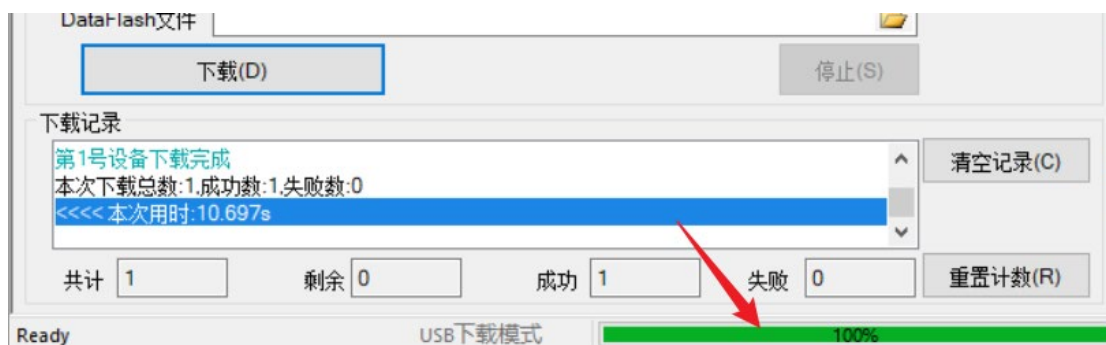 DataFlash文件
下载(D) 停止(S)
下载记录
第1号设备下载完成
本次下载总数:1,成功数:1,失败数:0
<<<< 本次用时:10.697s
清空记录(C)
共计 1 剩余 0 成功 1 失败 0 重置计数(R)
Ready USB下载模式 100%